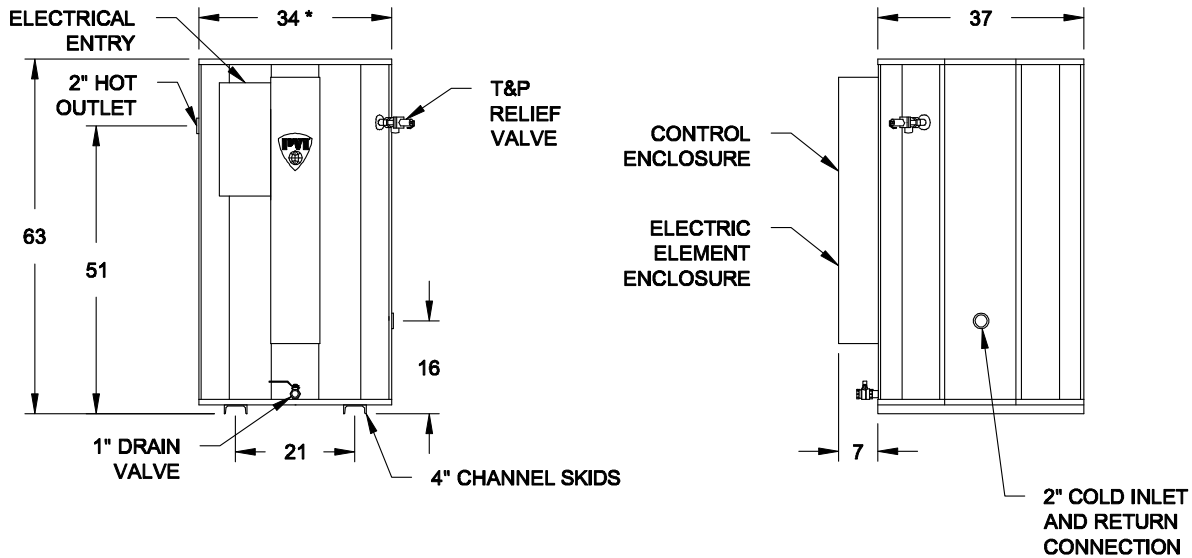 ELECTRICAL
ENTRY
34 *
37
2" HOT
OUTLET
T&P
RELIEF
VALVE
CONTROL
ENCLOSURE
PVI
63
51
ELECTRIC
ELEMENT
ENCLOSURE
16
1" DRAIN
VALVE
21
4" CHANNEL SKIDS
7
2" COLD INLET
AND RETURN
CONNECTION